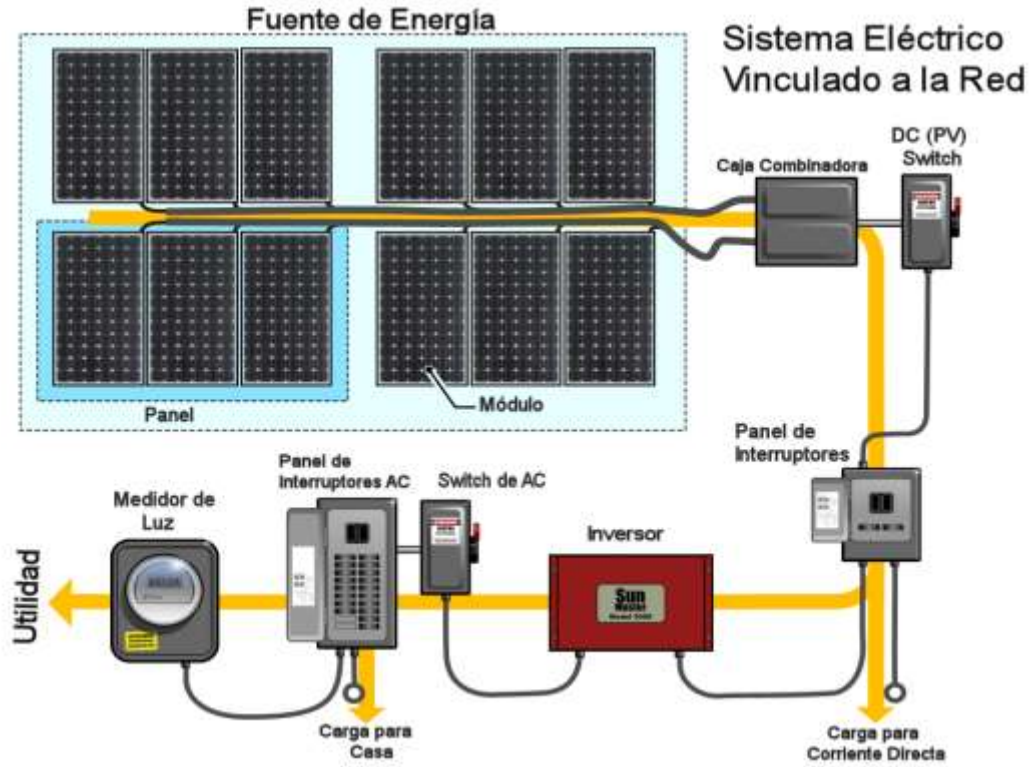 Fuente de Energía
Sistema Eléctrico
Vinculado a la Red
DC (PV)
Switch
Caja Combinadora
Módulo
Panel
Panel de
Interruptores
Panel de
Interruptores AC
Switch de AC
Medidor de
Luz
Inversor
Sun
Utilidad
Carga para
Casa
Carga para
Corriente Directa